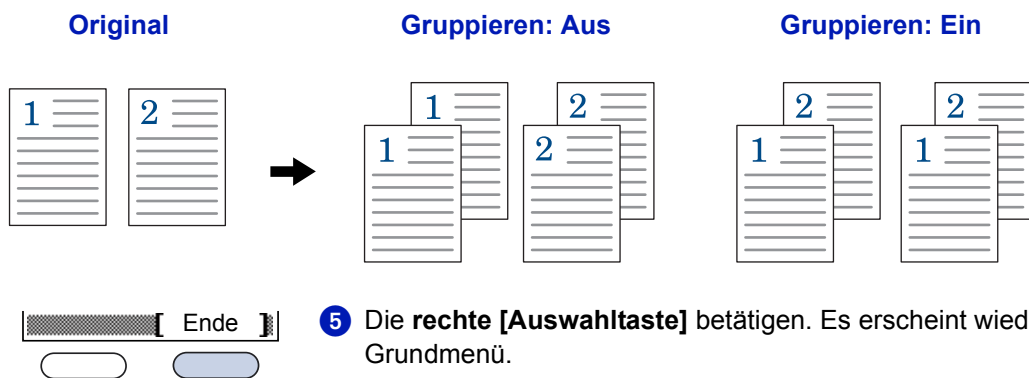 Original Gruppieren: Aus Gruppieren: Ein
1 2 1 2 2 2
1 2 1 1
[ Ende ] 5 Die rechte [Auswahltaste] betätigen. Es erscheint wied
Grundmenü.